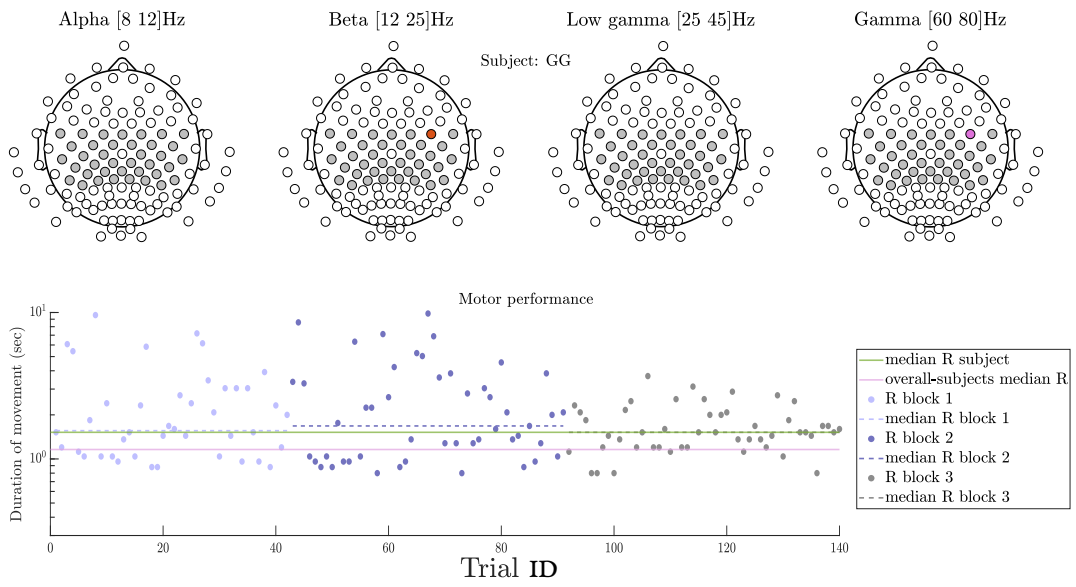 Alpha [8 12]Hz
Beta [12 25]Hz
Low gamma [25 45]Hz
Gamma [60 80]Hz
Subject: GG
Motor performance
Duration of movement (sec)
10^1
10^0
0 20 40 60 80 100 120 140
Trial ID
median R subject
overall-subjects median R
R block 1
median R block 1
R block 2
median R block 2
R block 3
median R block 3